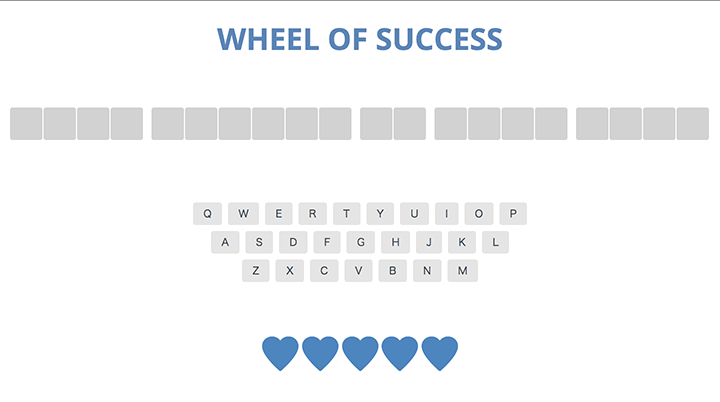 WHEEL OF SUCCESS
Q W E R T Y U I O P
A S D F G H J K L
Z X C V B N M